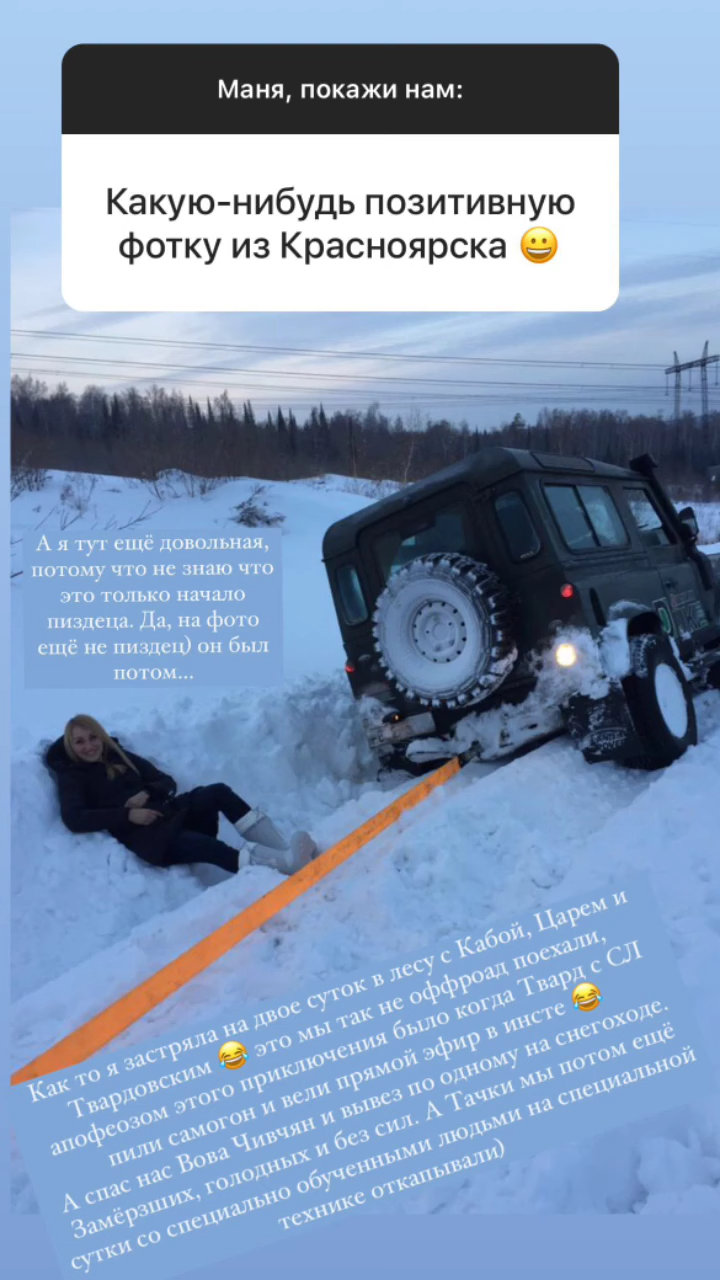 Маня, покажи нам:
Какую-нибудь позитивную
фотку из Красноярска 😀
А я тут ещё довольная,
потому что не знаю что
это только начало
пиздеца. Да, на фото
ещё не пиздец) он был
потом...
Как то я застряла на двое суток в лесу с Кабой, Царем и
Твардовским 😂 это мы так не оффроад поехали,
апофеозом этого приключения было когда Твард с СЛ
пили самогон и вели прямой эфир в инсте 😂
А спас нас Вова Чивчян и вывез по одному на снегоходе.
Замёрзших, голодных и без сил. А Тачки мы потом ещё
сутки со специально обученными людьми на специальной
технике откапывали)